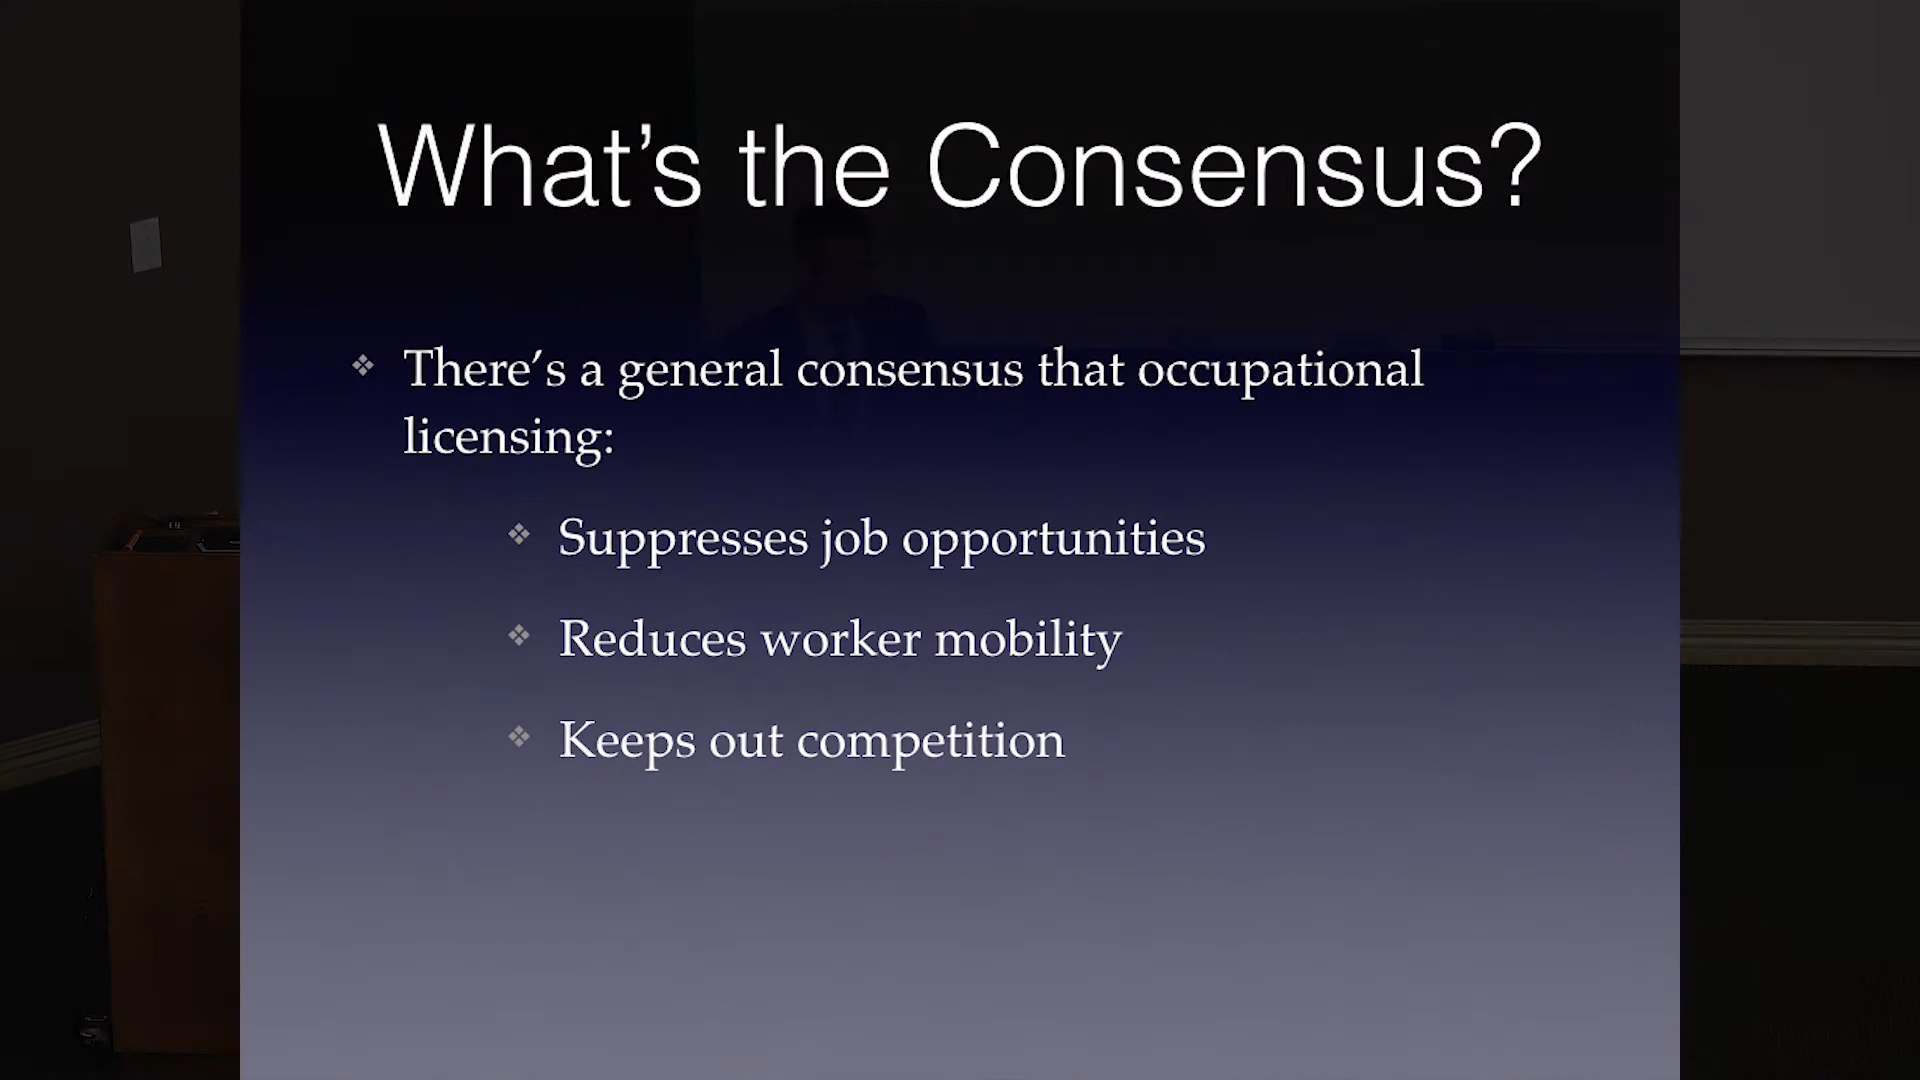 What’s the Consensus?
❖ There’s a general consensus that occupational
licensing:
❖ Suppresses job opportunities
❖ Reduces worker mobility
❖ Keeps out competition